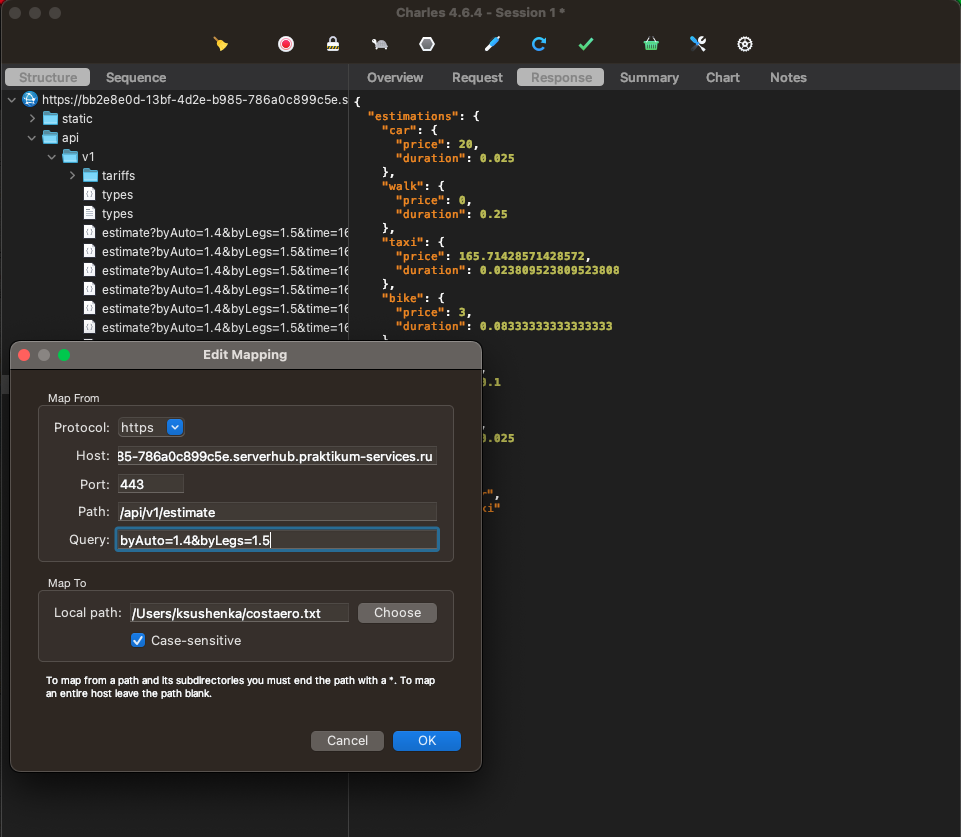 Charles 4.6.4 - Session 1 *
Structure Sequence
Overview Request Response Summary Chart Notes
https://bb2e8e0d-13bf-4d2e-b985-786a0c899c5e.s
static
api
v1
tariffs
types
types
estimate?byAuto=1.4&byLegs=1.5&time=16
estimate?byAuto=1.4&byLegs=1.5&time=16
estimate?byAuto=1.4&byLegs=1.5&time=16
estimate?byAuto=1.4&byLegs=1.5&time=16
estimate?byAuto=1.4&byLegs=1.5&time=16
estimate?byAuto=1.4&byLegs=1.5&time=16
{
"estimations": {
"car": {
"price": 20,
"duration": 0.025
},
"walk": {
"price": 0,
"duration": 0.25
},
"taxi": {
"price": 165.71428571428572,
"duration": 0.023809523809523808
},
"bike": {
"price": 3,
"duration": 0.08333333333333333
}
,
0.1
,
0.025
r",
xi"
Edit Mapping
Map From
Protocol: https
Host: 85-786a0c899c5e.serverhub.praktikum-services.ru
Port: 443
Path: /api/v1/estimate
Query: byAuto=1.4&byLegs=1.5
Map To
Local path: /Users/ksushenka/costaero.txt Choose
Case-sensitive
To map from a path and its subdirectories you must end the path with a *. To map
an entire host leave the path blank.
Cancel OK